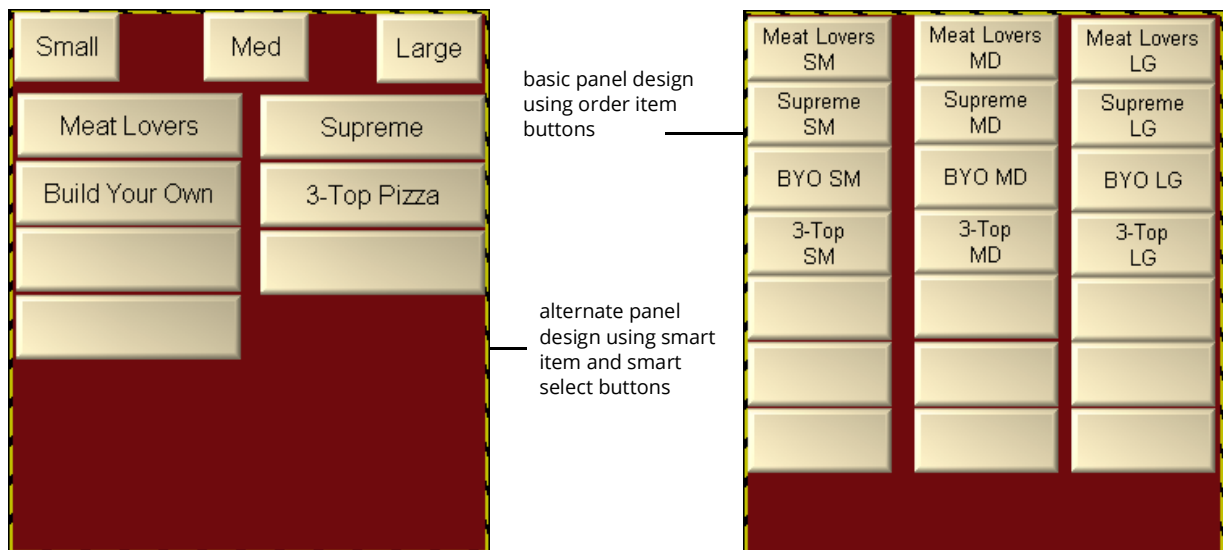 Small Med Large
Meat Lovers Supreme
Build Your Own 3-Top Pizza
basic panel design
using order item
buttons
alternate panel
design using smart
item and smart
select buttons
Meat Lovers Meat Lovers Meat Lovers
SM MD LG
Supreme Supreme Supreme
SM MD LG
BYO SM BYO MD BYO LG
3-Top 3-Top 3-Top
SM MD LG